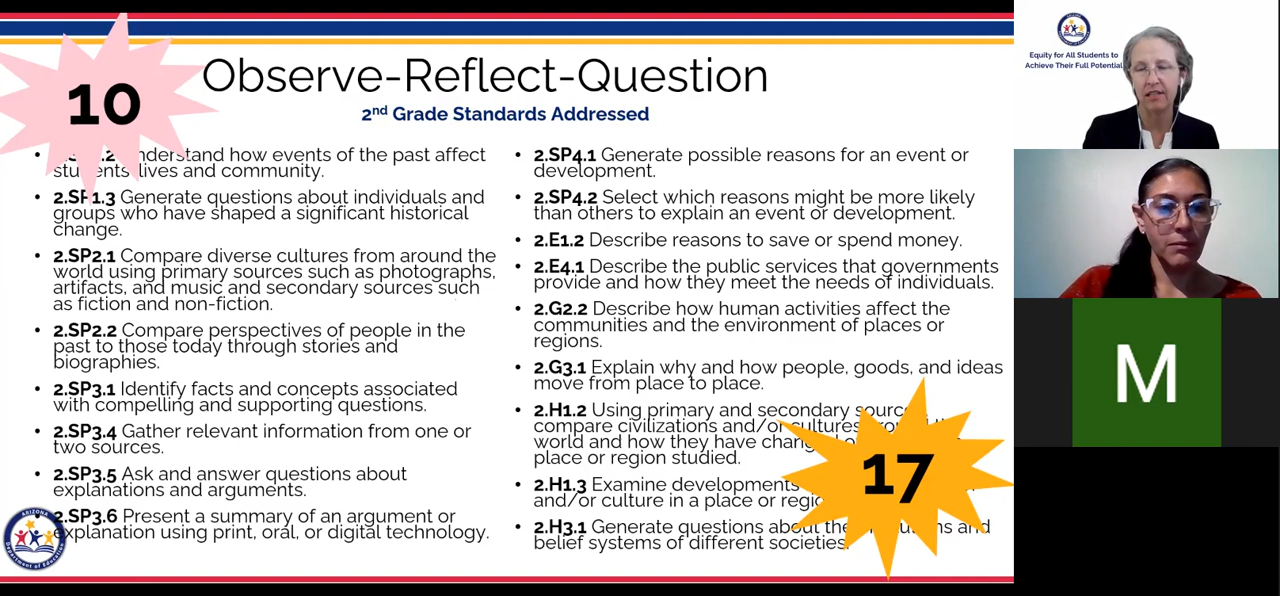 10
Observe-Reflect-Question
2nd Grade Standards Addressed
• understand how events of the past affect
students' lives and community.
• 2.SP1.3 Generate questions about individuals and
groups who have shaped a significant historical
change.
• 2.SP2.1 Compare diverse cultures from around the
world using primary sources such as photographs,
artifacts, and music and secondary sources such
as fiction and non-fiction.
• 2.SP2.2 Compare perspectives of people in the
past to those today through stories and
biographies.
• 2.SP3.1 Identify facts and concepts associated
with compelling and supporting questions.
• 2.SP3.4 Gather relevant information from one or
two sources.
• 2.SP3.5 Ask and answer questions about
explanations and arguments.
• 2.SP3.6 Present a summary of an argument or
explanation using print, oral, or digital technology.
• 2.SP4.1 Generate possible reasons for an event or
development.
• 2.SP4.2 Select which reasons might be more likely
than others to explain an event or development.
• 2.E1.2 Describe reasons to save or spend money.
• 2.E4.1 Describe the public services that governments
provide and how they meet the needs of individuals.
• 2.G2.2 Describe how human activities affect the
communities and the environment of places or
regions.
• 2.G3.1 Explain why and how people, goods, and ideas
move from place to place.
• 2.H1.2 Using primary and secondary
compare civilizations and/or cultures
world and how they have
place or region studied.
• 2.H1.3 Examine developments
and/or culture in a place or
• 2.H3.1 Generate questions about the and
belief systems of different societies.
17
ARIZONA
Department of Education
Equity for All Students to
Achieve Their Full Potential
M